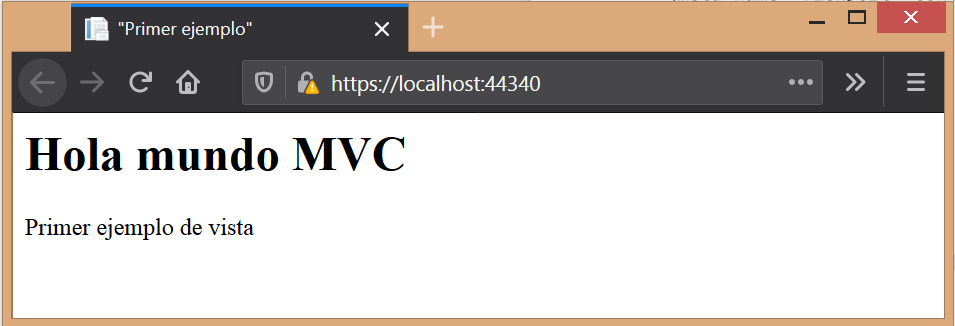 "Primer ejemplo"
https://localhost:44340
Hola mundo MVC
Primer ejemplo de vista